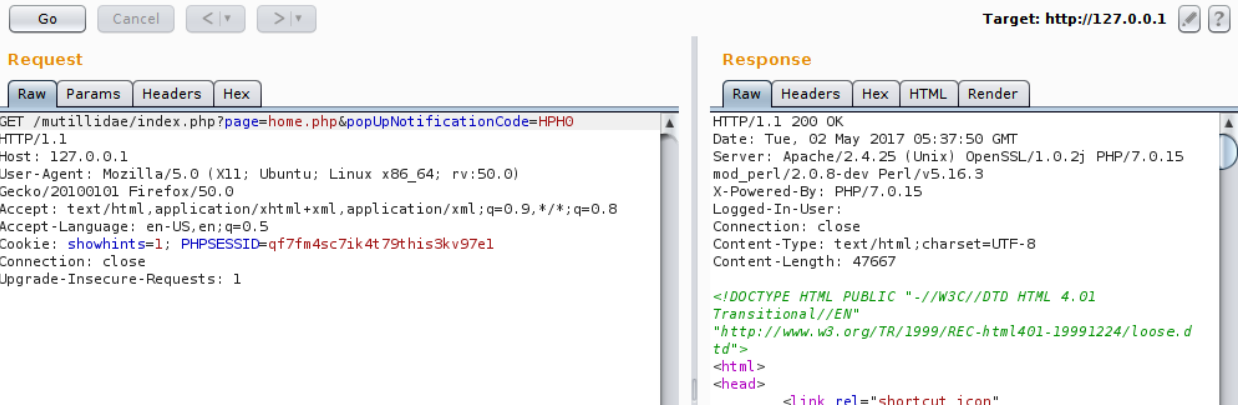 Go Cancel < > Target: http://127.0.0.1 ?
Request
Raw Params Headers Hex
GET /mutillidae/index.php?page=home.php&popUpNotificationCode=HPH0
HTTP/1.1
Host: 127.0.0.1
User-Agent: Mozilla/5.0 (X11; Ubuntu; Linux x86_64; rv:50.0)
Gecko/20100101 Firefox/50.0
Accept: text/html,application/xhtml+xml,application/xml;q=0.9,*/*;q=0.8
Accept-Language: en-US,en;q=0.5
Cookie: showhints=1; PHPSESSID=qf7fm4sc7ik4t79this3kv97e1
Connection: close
Upgrade-Insecure-Requests: 1
Response
Raw Headers Hex HTML Render
HTTP/1.1 200 OK
Date: Tue, 02 May 2017 05:37:50 GMT
Server: Apache/2.4.25 (Unix) OpenSSL/1.0.2j PHP/7.0.15
mod_perl/2.0.8-dev Perl/v5.16.3
X-Powered-By: PHP/7.0.15
Logged-In-User:
Connection: close
Content-Type: text/html;charset=UTF-8
Content-Length: 47667
<!DOCTYPE HTML PUBLIC "-//W3C//DTD HTML 4.01
Transitional//EN"
"http://www.w3.org/TR/1999/REC-html401-19991224/loose.d
td">
<html>
<head>
<link rel="shortcut icon"